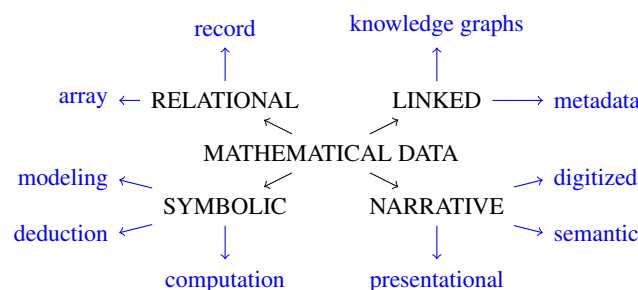 record knowledge graphs
array RELATIONAL LINKED metadata
MATHEMATICAL DATA
modeling digitized
SYMBOLIC NARRATIVE
deduction semantic
computation presentational